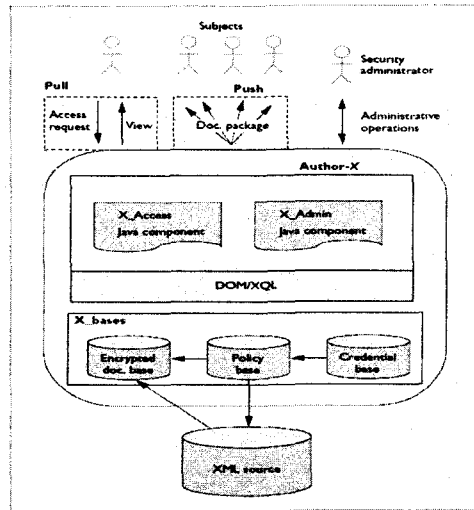 Subjects
Security
administrator
Pull
Push
Access
request
View
Doc. package
Administrative
operations
Author-X
X_Access
Java component
X_Admin
Java component
DOM/XQL
X_bases
Encrypted
doc. base
Policy
base
Credential
base
XML source